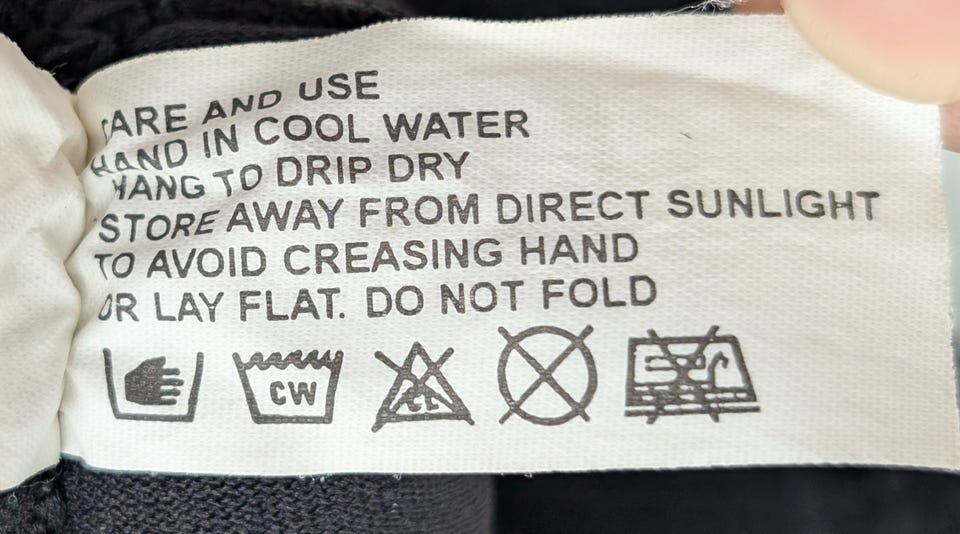 CARE AND USE
HAND IN COOL WATER
HANG TO DRIP DRY
STORE AWAY FROM DIRECT SUNLIGHT
TO AVOID CREASING HAND
OR LAY FLAT. DO NOT FOLD
CW